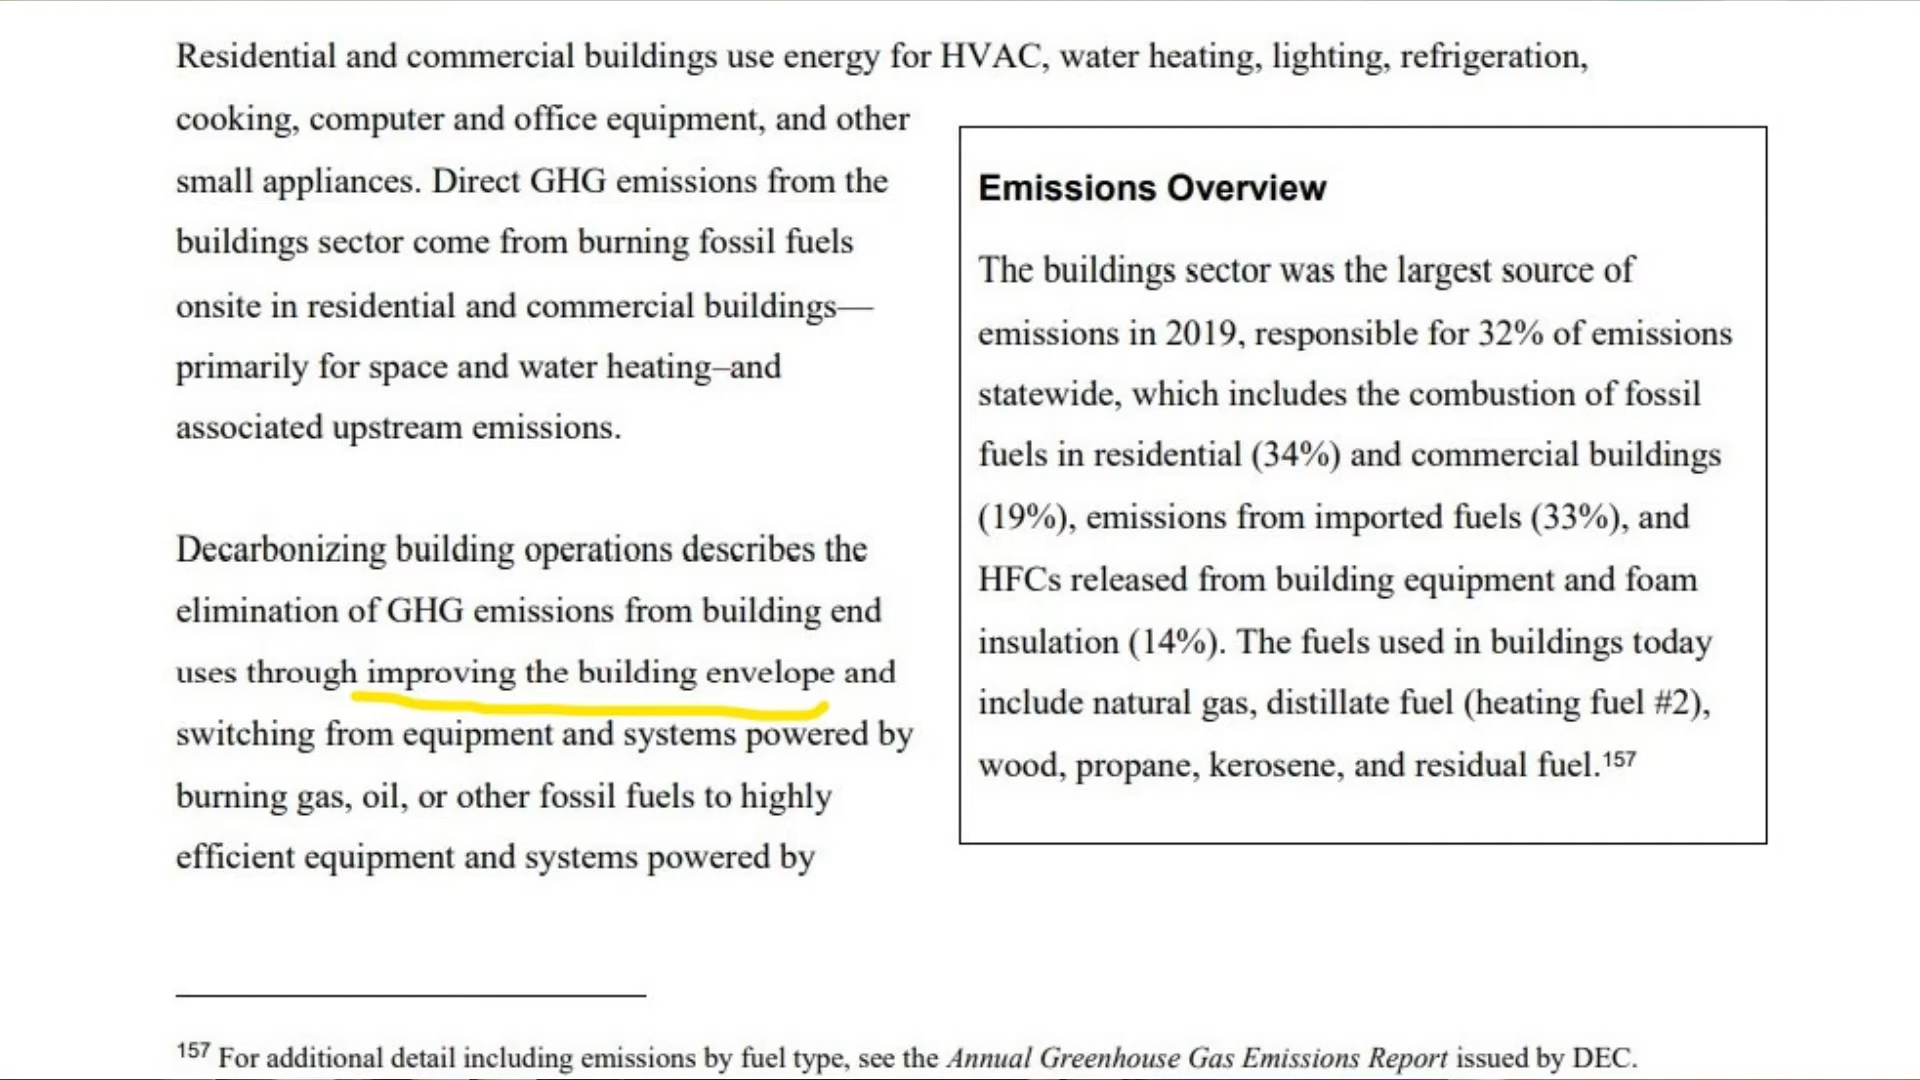 Residential and commercial buildings use energy for HVAC, water heating, lighting, refrigeration,
cooking, computer and office equipment, and other
small appliances. Direct GHG emissions from the
buildings sector come from burning fossil fuels
onsite in residential and commercial buildings—
primarily for space and water heating–and
associated upstream emissions.
Decarbonizing building operations describes the
elimination of GHG emissions from building end
uses through improving the building envelope and
switching from equipment and systems powered by
burning gas, oil, or other fossil fuels to highly
efficient equipment and systems powered by
Emissions Overview
The buildings sector was the largest source of
emissions in 2019, responsible for 32% of emissions
statewide, which includes the combustion of fossil
fuels in residential (34%) and commercial buildings
(19%), emissions from imported fuels (33%), and
HFCs released from building equipment and foam
insulation (14%). The fuels used in buildings today
include natural gas, distillate fuel (heating fuel #2),
wood, propane, kerosene, and residual fuel.157
157 For additional detail including emissions by fuel type, see the Annual Greenhouse Gas Emissions Report issued by DEC.